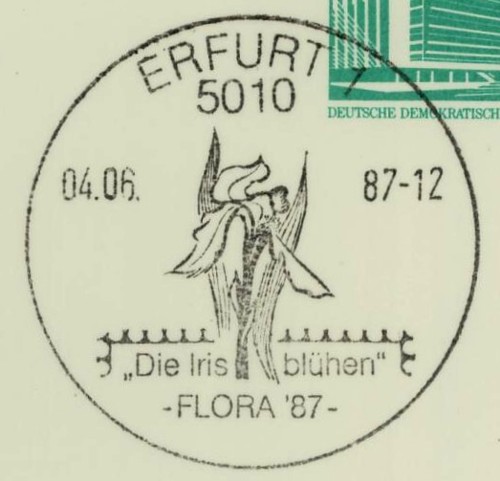 ERFURT 1
5010
DEUTSCHE DEMOKRATISCH
04.06. 87-12
„Die Iris blühen“
-FLORA '87-